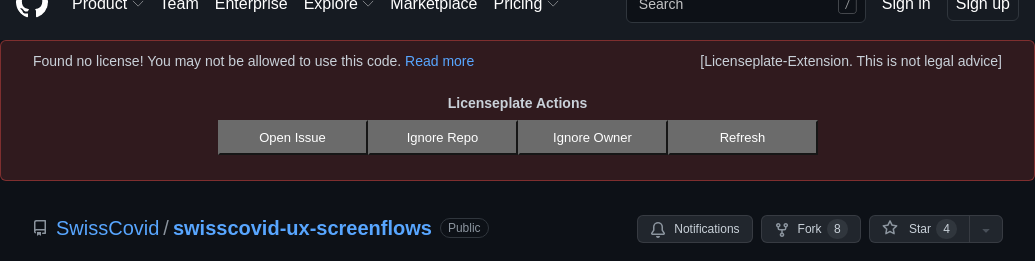 Product Team Enterprise Explore Marketplace Pricing Search / Sign in Sign up
Found no license! You may not be allowed to use this code. Read more [Licenseplate-Extension. This is not legal advice]
Licenseplate Actions
Open Issue Ignore Repo Ignore Owner Refresh
SwissCovid / swisscovid-ux-screenflows Public Notifications Fork 8 Star 4